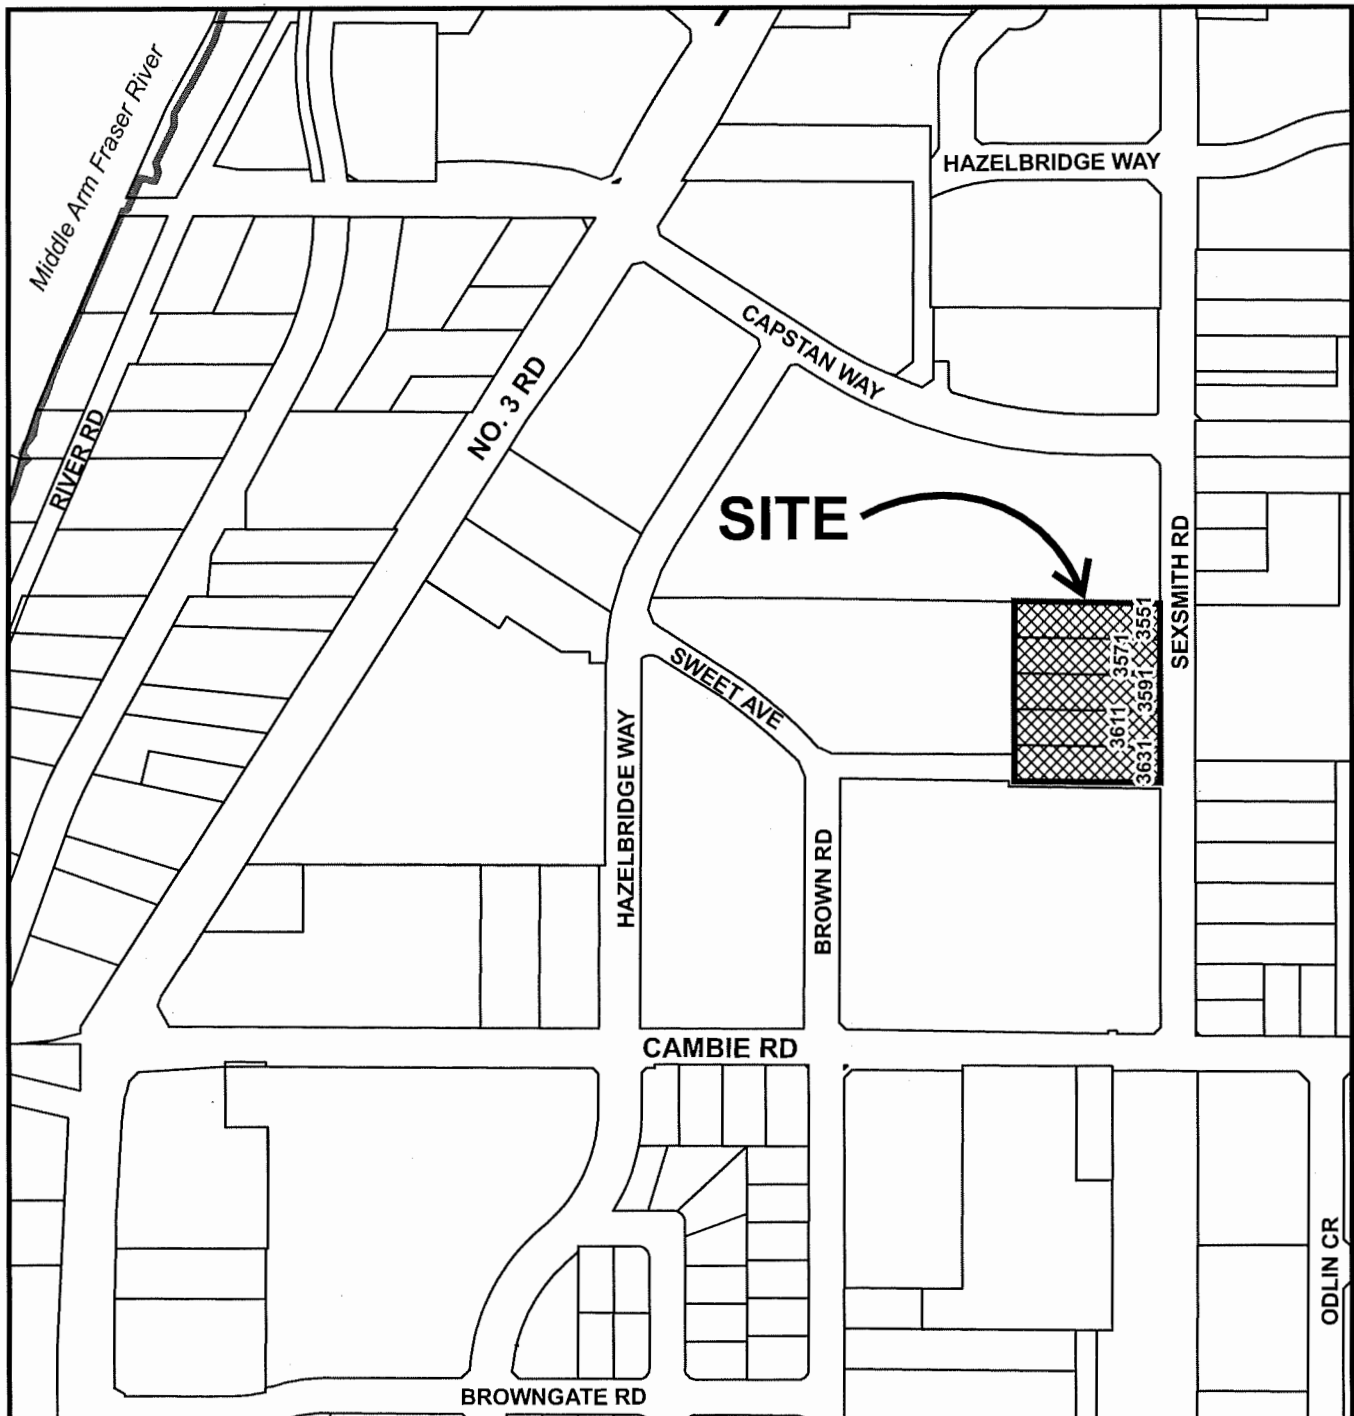 Middle Arm Fraser River
HAZELBRIDGE WAY
CAPSTAN WAY
NO. 3 RD
RIVER RD
SITE
SEXSMITH RD
3551
3571
3591
3611
3631
SWEET AVE
HAZELBRIDGE WAY
BROWN RD
CAMBIE RD
ODLIN CR
BROWNGATE RD